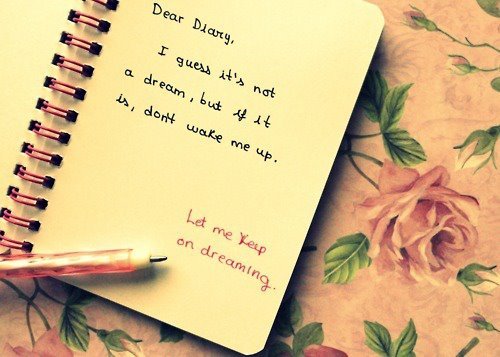 Dear Diary,
I guess it's not
a dream, but if it
is, dont wake me up.
Let me keep
on dreaming.